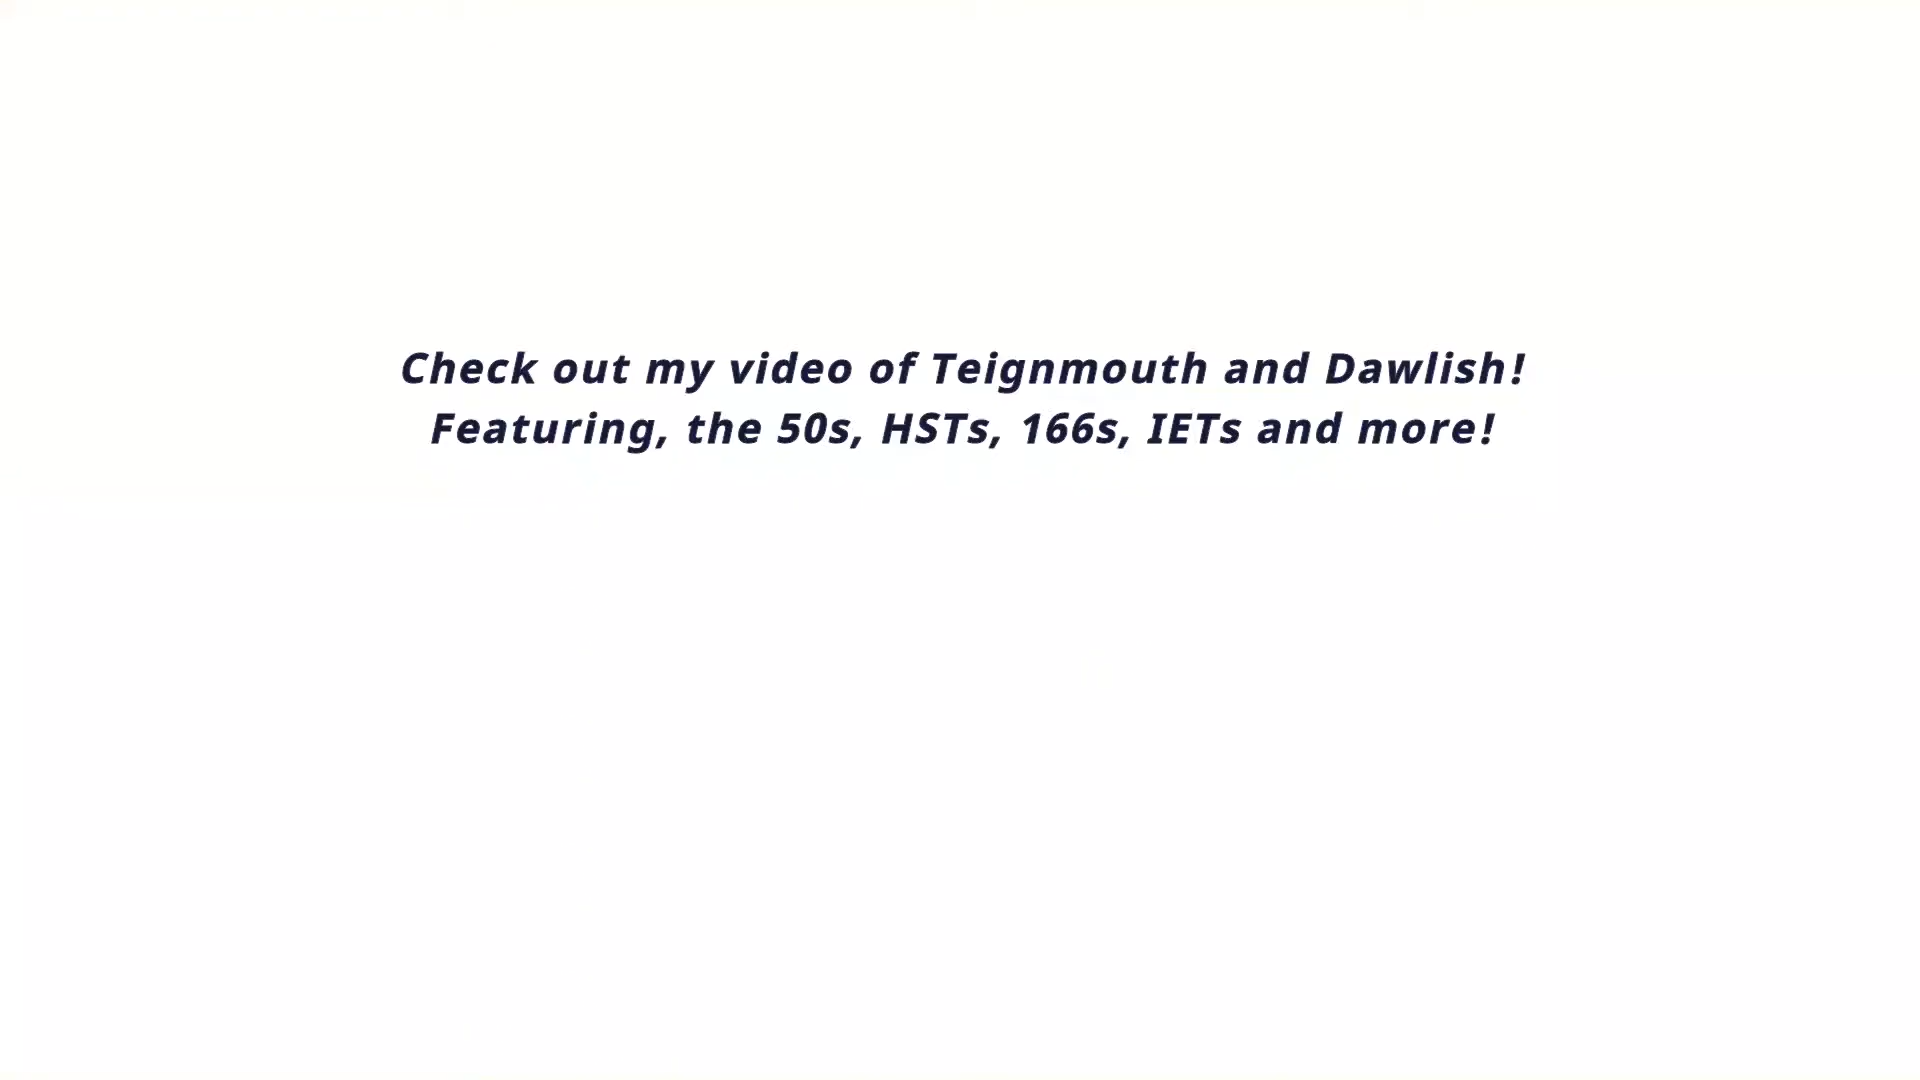 Check out my video of Teignmouth and Dawlish!
Featuring, the 50s, HSTs, 166s, IETs and more!